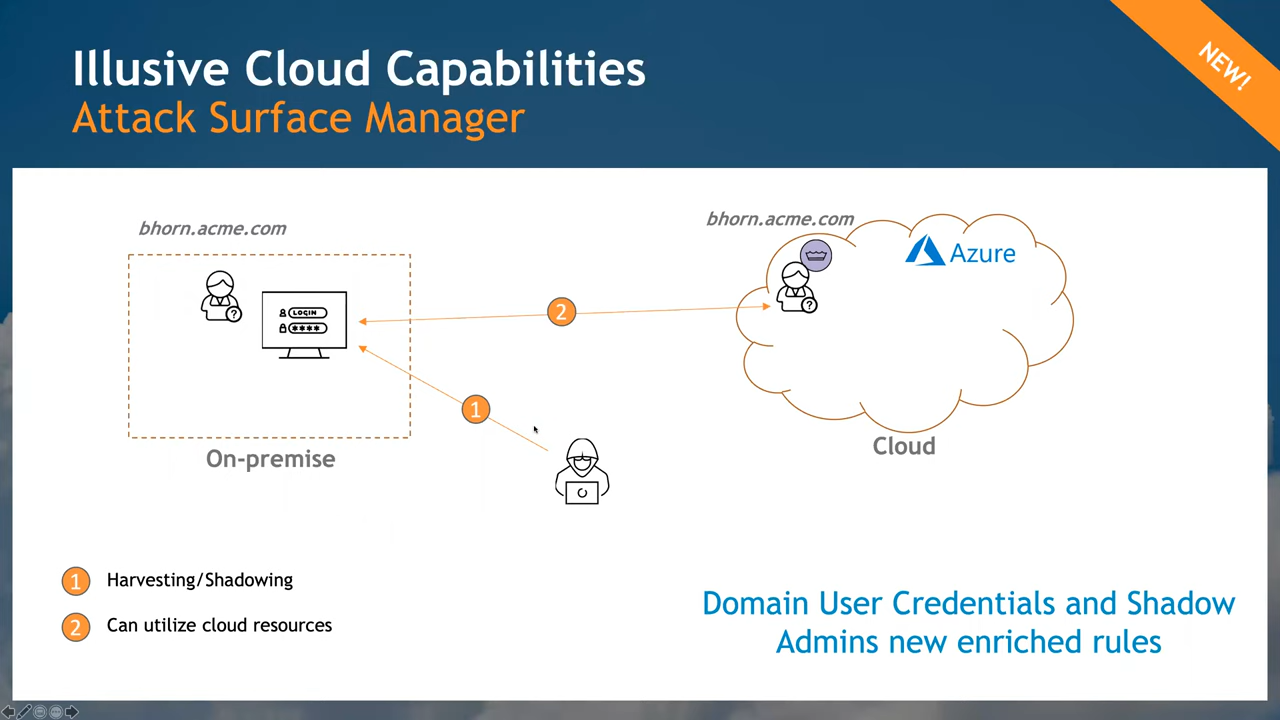 Illusive Cloud Capabilities
Attack Surface Manager
NEW!
bhorn.acme.com
bhorn.acme.com
Azure
LOGIN
****
?
?
2
1
On-premise
Cloud
1 Harvesting/Shadowing
2 Can utilize cloud resources
Domain User Credentials and Shadow
Admins new enriched rules